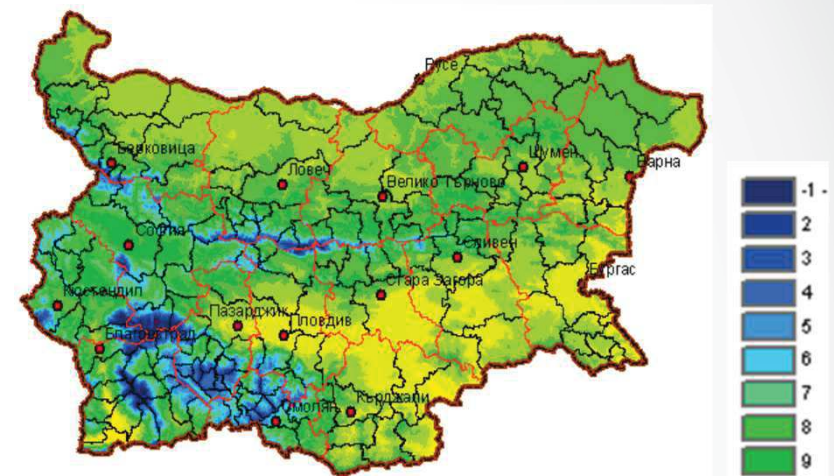 Русе
Берковица
Шумен
Варна
Ловеч
Велико Търново
София
Сливен
Бургас
Стара Загора
Кюстендил
Пазарджик
Пловдив
Благоевград
Кърджали
Смолян
-1 -
2
3
4
5
6
7
8
9